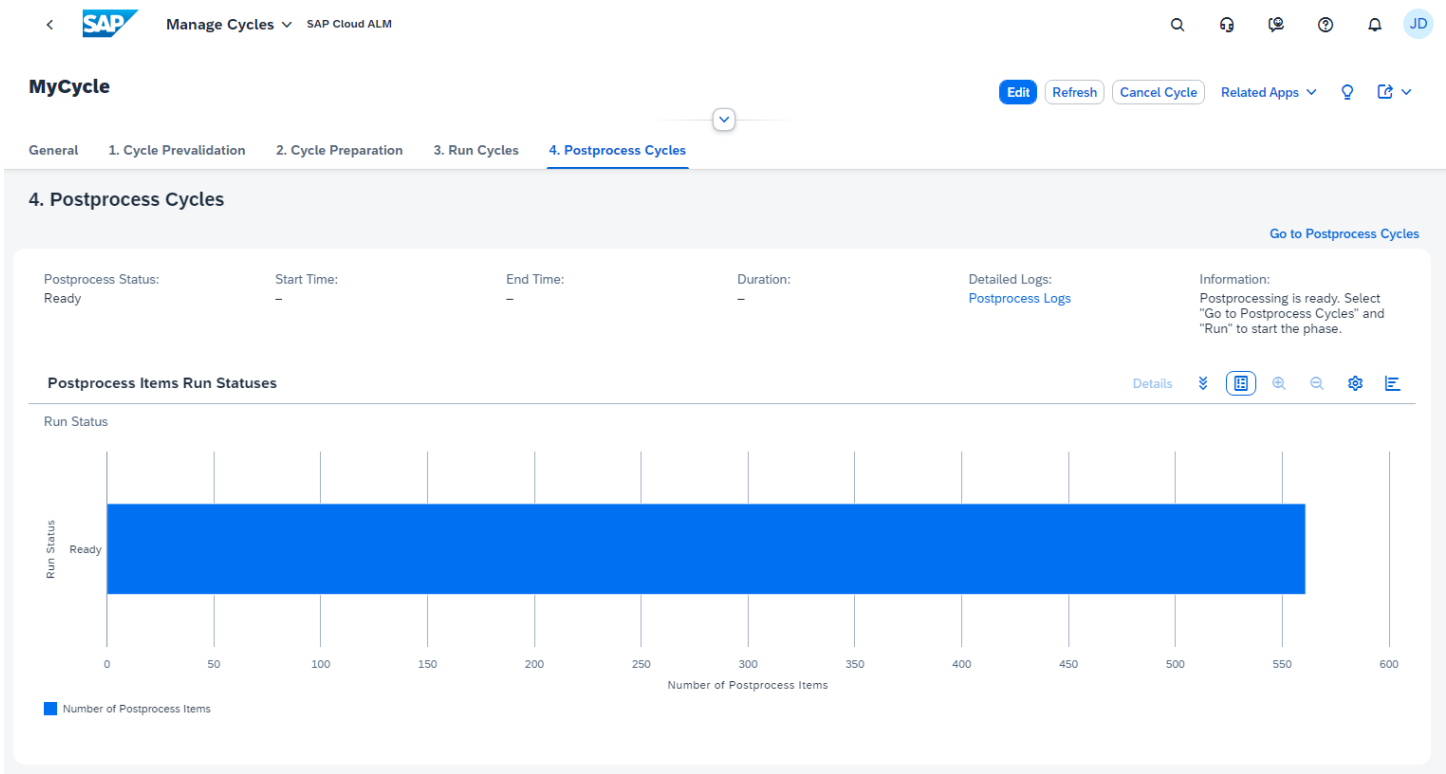 SAP Manage Cycles SAP Cloud ALM JD
MyCycle
Edit Refresh Cancel Cycle Related Apps
General 1. Cycle Prevalidation 2. Cycle Preparation 3. Run Cycles 4. Postprocess Cycles
4. Postprocess Cycles
Go to Postprocess Cycles
Postprocess Status: Start Time: End Time: Duration: Detailed Logs: Information:
Ready – – – Postprocess Logs Postprocessing is ready. Select
"Go to Postprocess Cycles" and
"Run" to start the phase.
Postprocess Items Run Statuses Details
Run Status
Run Status
Ready
0 50 100 150 200 250 300 350 400 450 500 550 600
Number of Postprocess Items
Number of Postprocess Items